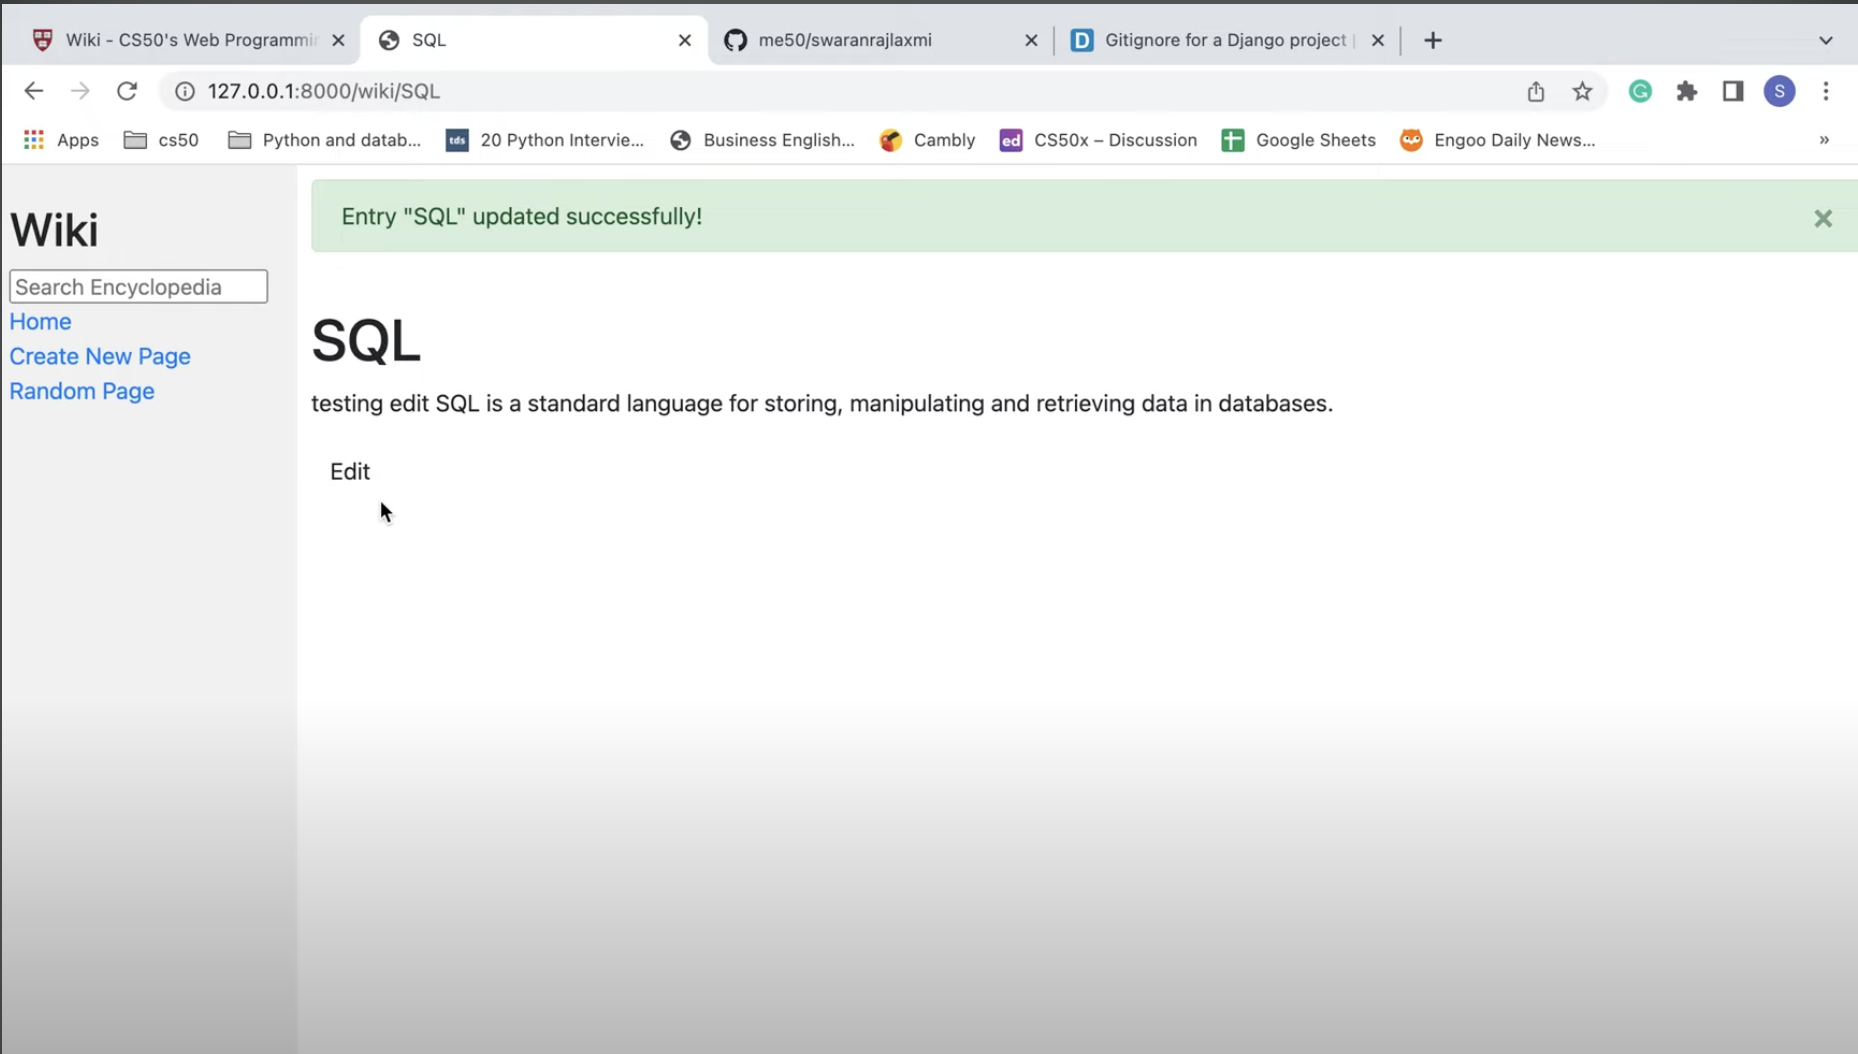 Wiki - CS50's Web Programmin
SQL
me50/swaranrajlaxmi
Gitignore for a Django project
127.0.0.1:8000/wiki/SQL
G
S
Apps
cs50
Python and datab...
tds
20 Python Intervie...
Business English...
Cambly
ed
CS50x – Discussion
Google Sheets
Engoo Daily News...
»
Wiki
Search Encyclopedia
Home
Create New Page
Random Page
Entry "SQL" updated successfully!
SQL
testing edit SQL is a standard language for storing, manipulating and retrieving data in databases.
Edit